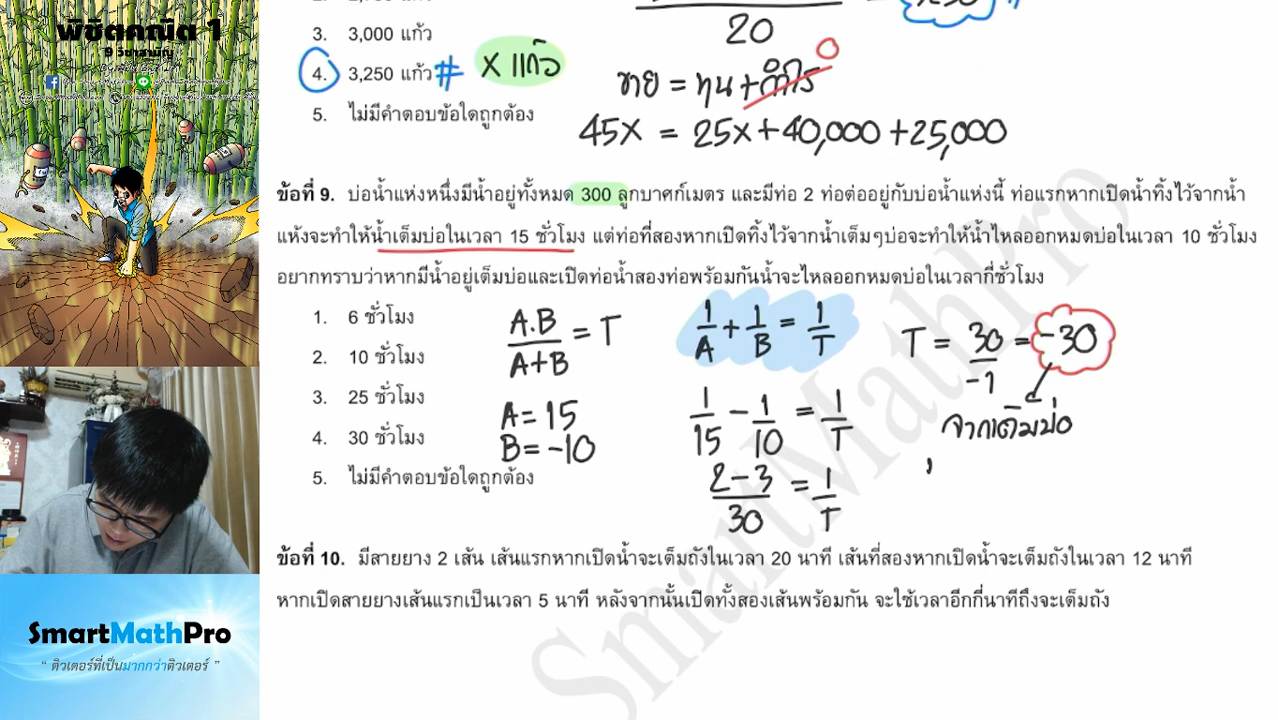 พิชิตคณิต 1
9 วิชาสามัญ
3. 3,000 แก้ว
20
4. 3,250 แก้ว # X แก้ว
ขาย = ทุน + กำไร 0
5. ไม่มีคำตอบข้อใดถูกต้อง
45X = 25X + 40,000 + 25,000
ข้อที่ 9. บ่อน้ำแห่งหนึ่งมีน้ำอยู่ทั้งหมด 300 ลูกบาศก์เมตร และมีท่อ 2 ท่อต่ออยู่กับบ่อน้ำแห่งนี้ ท่อแรกหากเปิดน้ำทิ้งไว้จากน้ำ
แห้งจะทำให้น้ำเต็มบ่อในเวลา 15 ชั่วโมง แต่ท่อที่สองหากเปิดทิ้งไว้จากน้ำเต็มๆบ่อจะทำให้น้ำไหลออกหมดบ่อในเวลา 10 ชั่วโมง
อยากทราบว่าหากมีน้ำอยู่เต็มบ่อและเปิดท่อน้ำสองท่อพร้อมกันน้ำจะไหลออกหมดบ่อในเวลากี่ชั่วโมง
1. 6 ชั่วโมง
2. 10 ชั่วโมง
3. 25 ชั่วโมง
4. 30 ชั่วโมง
5. ไม่มีคำตอบข้อใดถูกต้อง
A.B/A+B = T
A = 15
B = -10
1/A + 1/B = 1/T
1/15 - 1/10 = 1/T
2-3/30 = 1/T
T = 30/-1 = -30
จากเต็มบ่อ
ข้อที่ 10. มีสายยาง 2 เส้น เส้นแรกหากเปิดน้ำจะเต็มถังในเวลา 20 นาที เส้นที่สองหากเปิดน้ำจะเต็มถังในเวลา 12 นาที
หากเปิดสายยางเส้นแรกเป็นเวลา 5 นาที หลังจากนั้นเปิดทั้งสองเส้นพร้อมกัน จะใช้เวลาอีกกี่นาทีถึงจะเต็มถัง
SmartMathPro
SmartMathPro
“ ติวเตอร์ที่เป็นมากกว่าติวเตอร์ ”